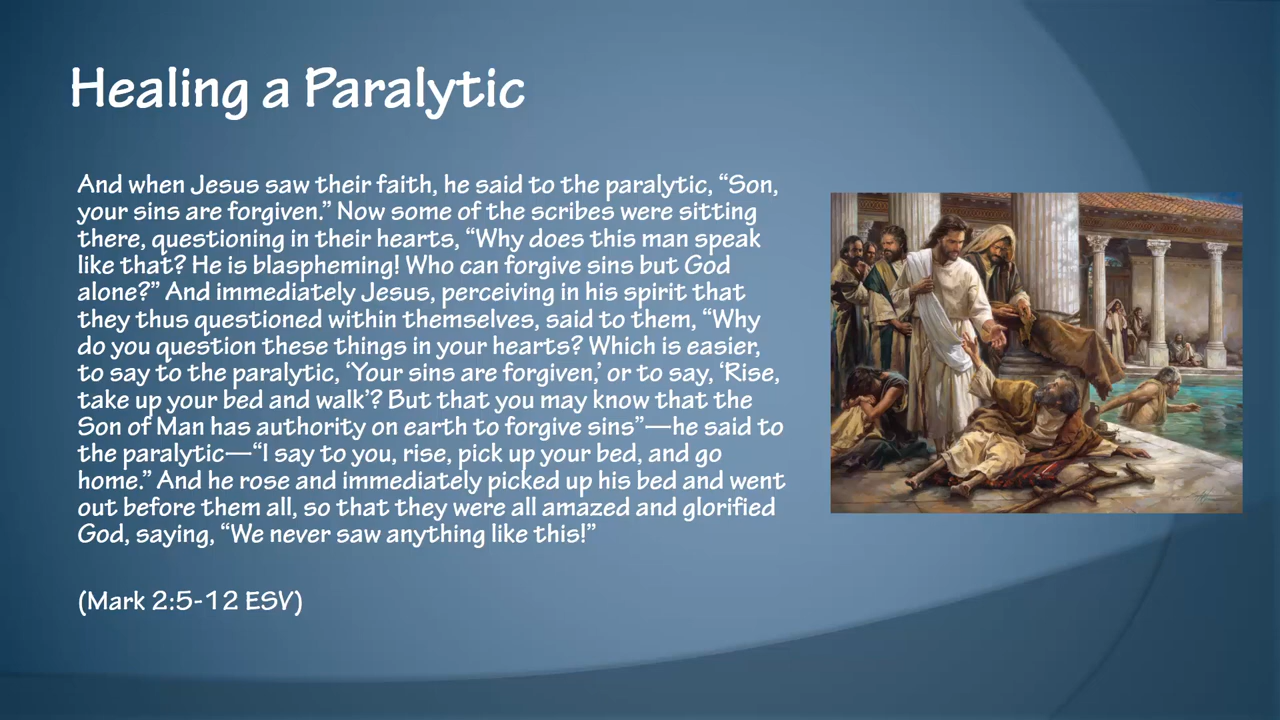 Healing a Paralytic
And when Jesus saw their faith, he said to the paralytic, “Son,
your sins are forgiven.” Now some of the scribes were sitting
there, questioning in their hearts, “Why does this man speak
like that? He is blaspheming! Who can forgive sins but God
alone?” And immediately Jesus, perceiving in his spirit that
they thus questioned within themselves, said to them, “Why
do you question these things in your hearts? Which is easier,
to say to the paralytic, ‘Your sins are forgiven,’ or to say, ‘Rise,
take up your bed and walk’? But that you may know that the
Son of Man has authority on earth to forgive sins”—he said to
the paralytic—“I say to you, rise, pick up your bed, and go
home.” And he rose and immediately picked up his bed and went
out before them all, so that they were all amazed and glorified
God, saying, “We never saw anything like this!”
(Mark 2:5-12 ESV)